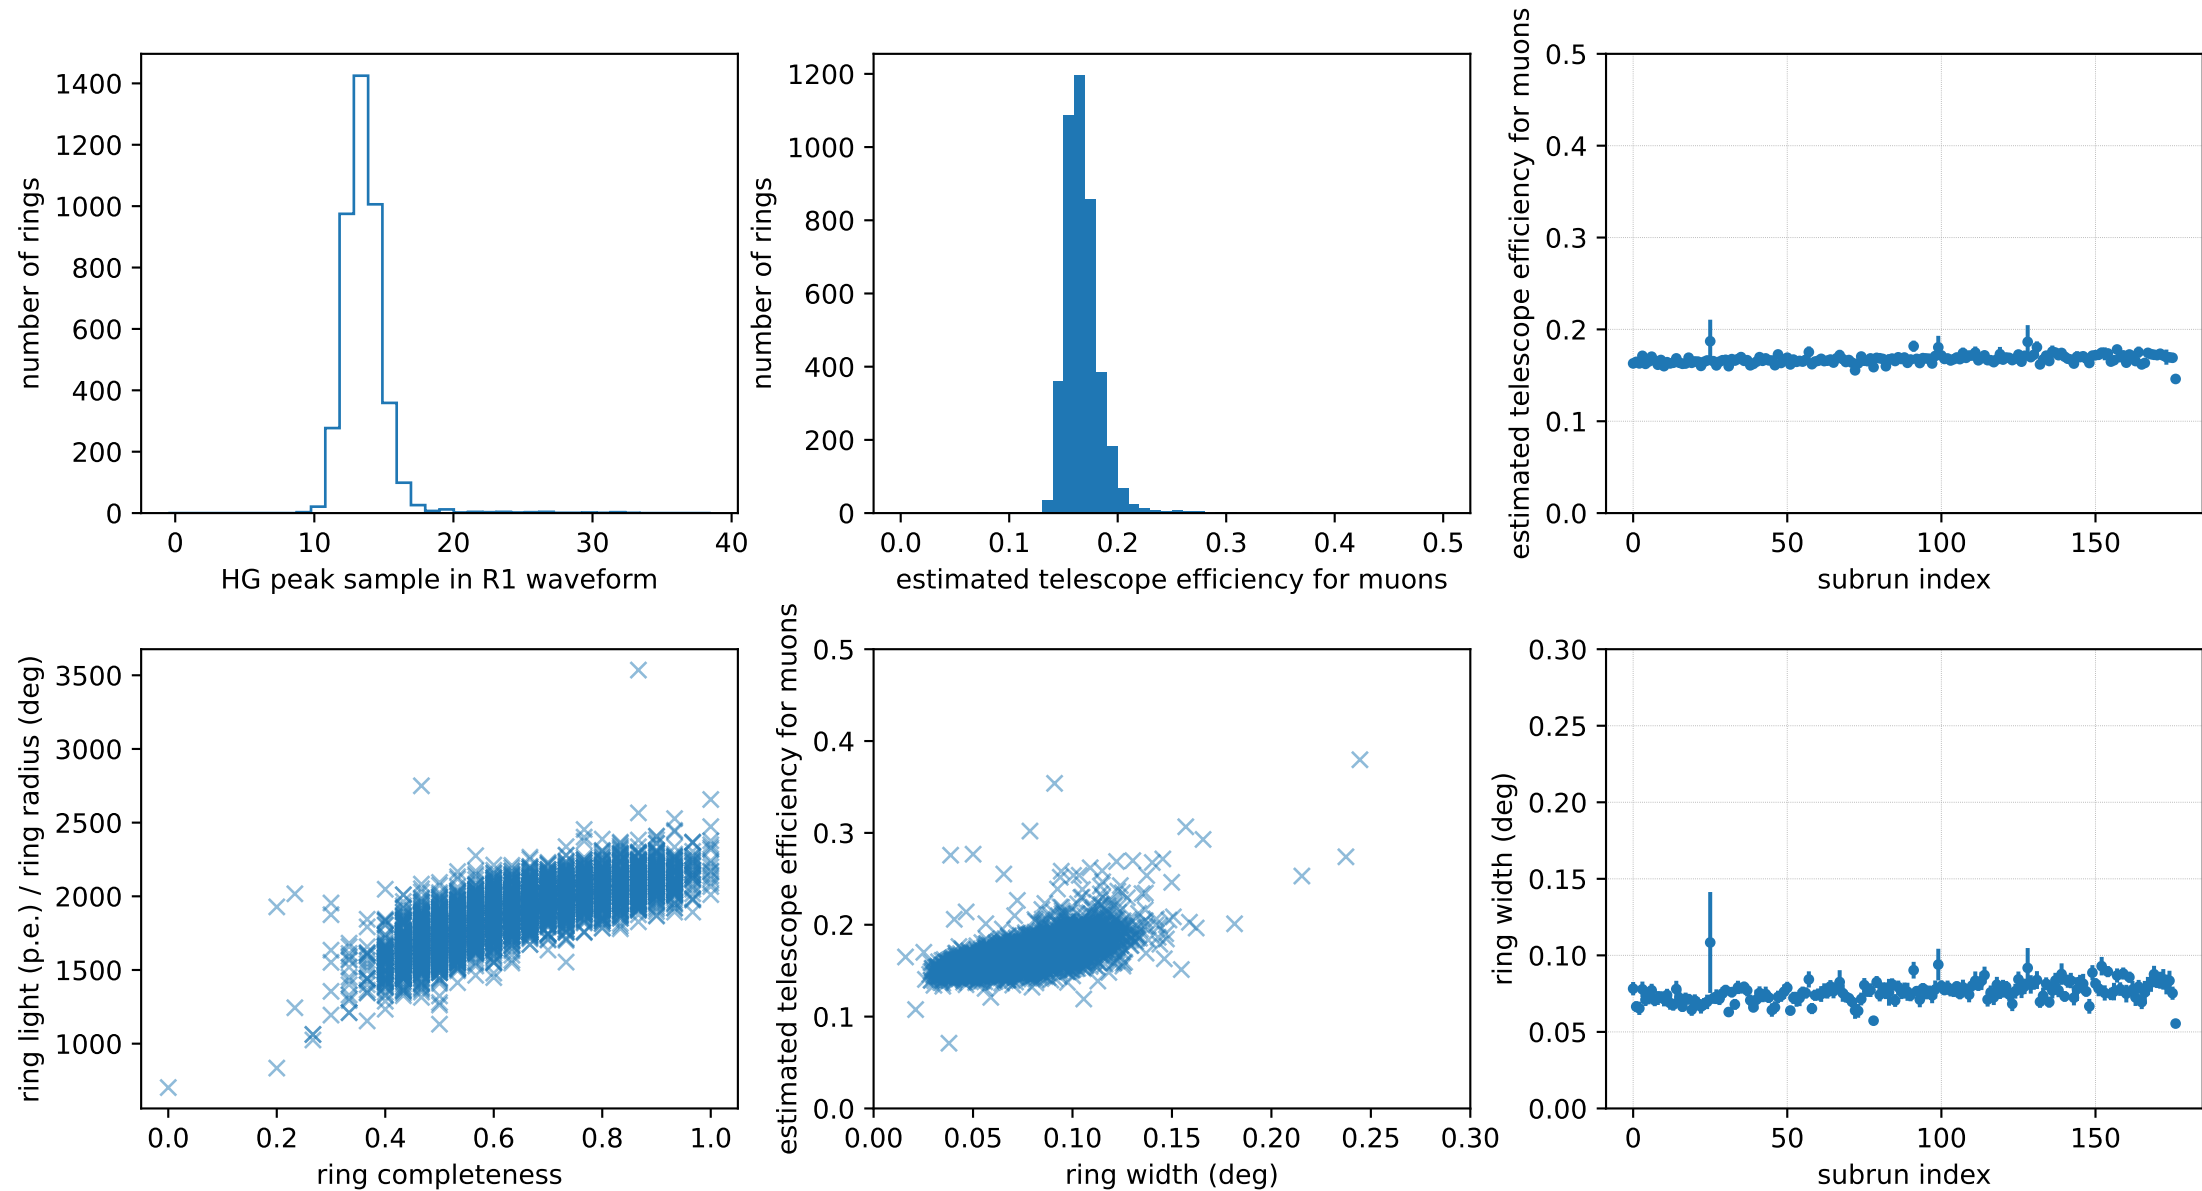 number of rings
1400
1200
1000
800
600
400
200
0
0 10 20 30 40
HG peak sample in R1 waveform
number of rings
1200
1000
800
600
400
200
0
0.0 0.1 0.2 0.3 0.4 0.5
estimated telescope efficiency for muons
estimated telescope efficiency for muons
0.5
0.4
0.3
0.2
0.1
0.0
0 50 100 150
subrun index
ring light (p.e.) / ring radius (deg)
3500
3000
2500
2000
1500
1000
0.0 0.2 0.4 0.6 0.8 1.0
ring completeness
estimated telescope efficiency for muons
0.5
0.4
0.3
0.2
0.1
0.0
0.00 0.05 0.10 0.15 0.20 0.25 0.30
ring width (deg)
ring width (deg)
0.30
0.25
0.20
0.15
0.10
0.05
0.00
0 50 100 150
subrun index